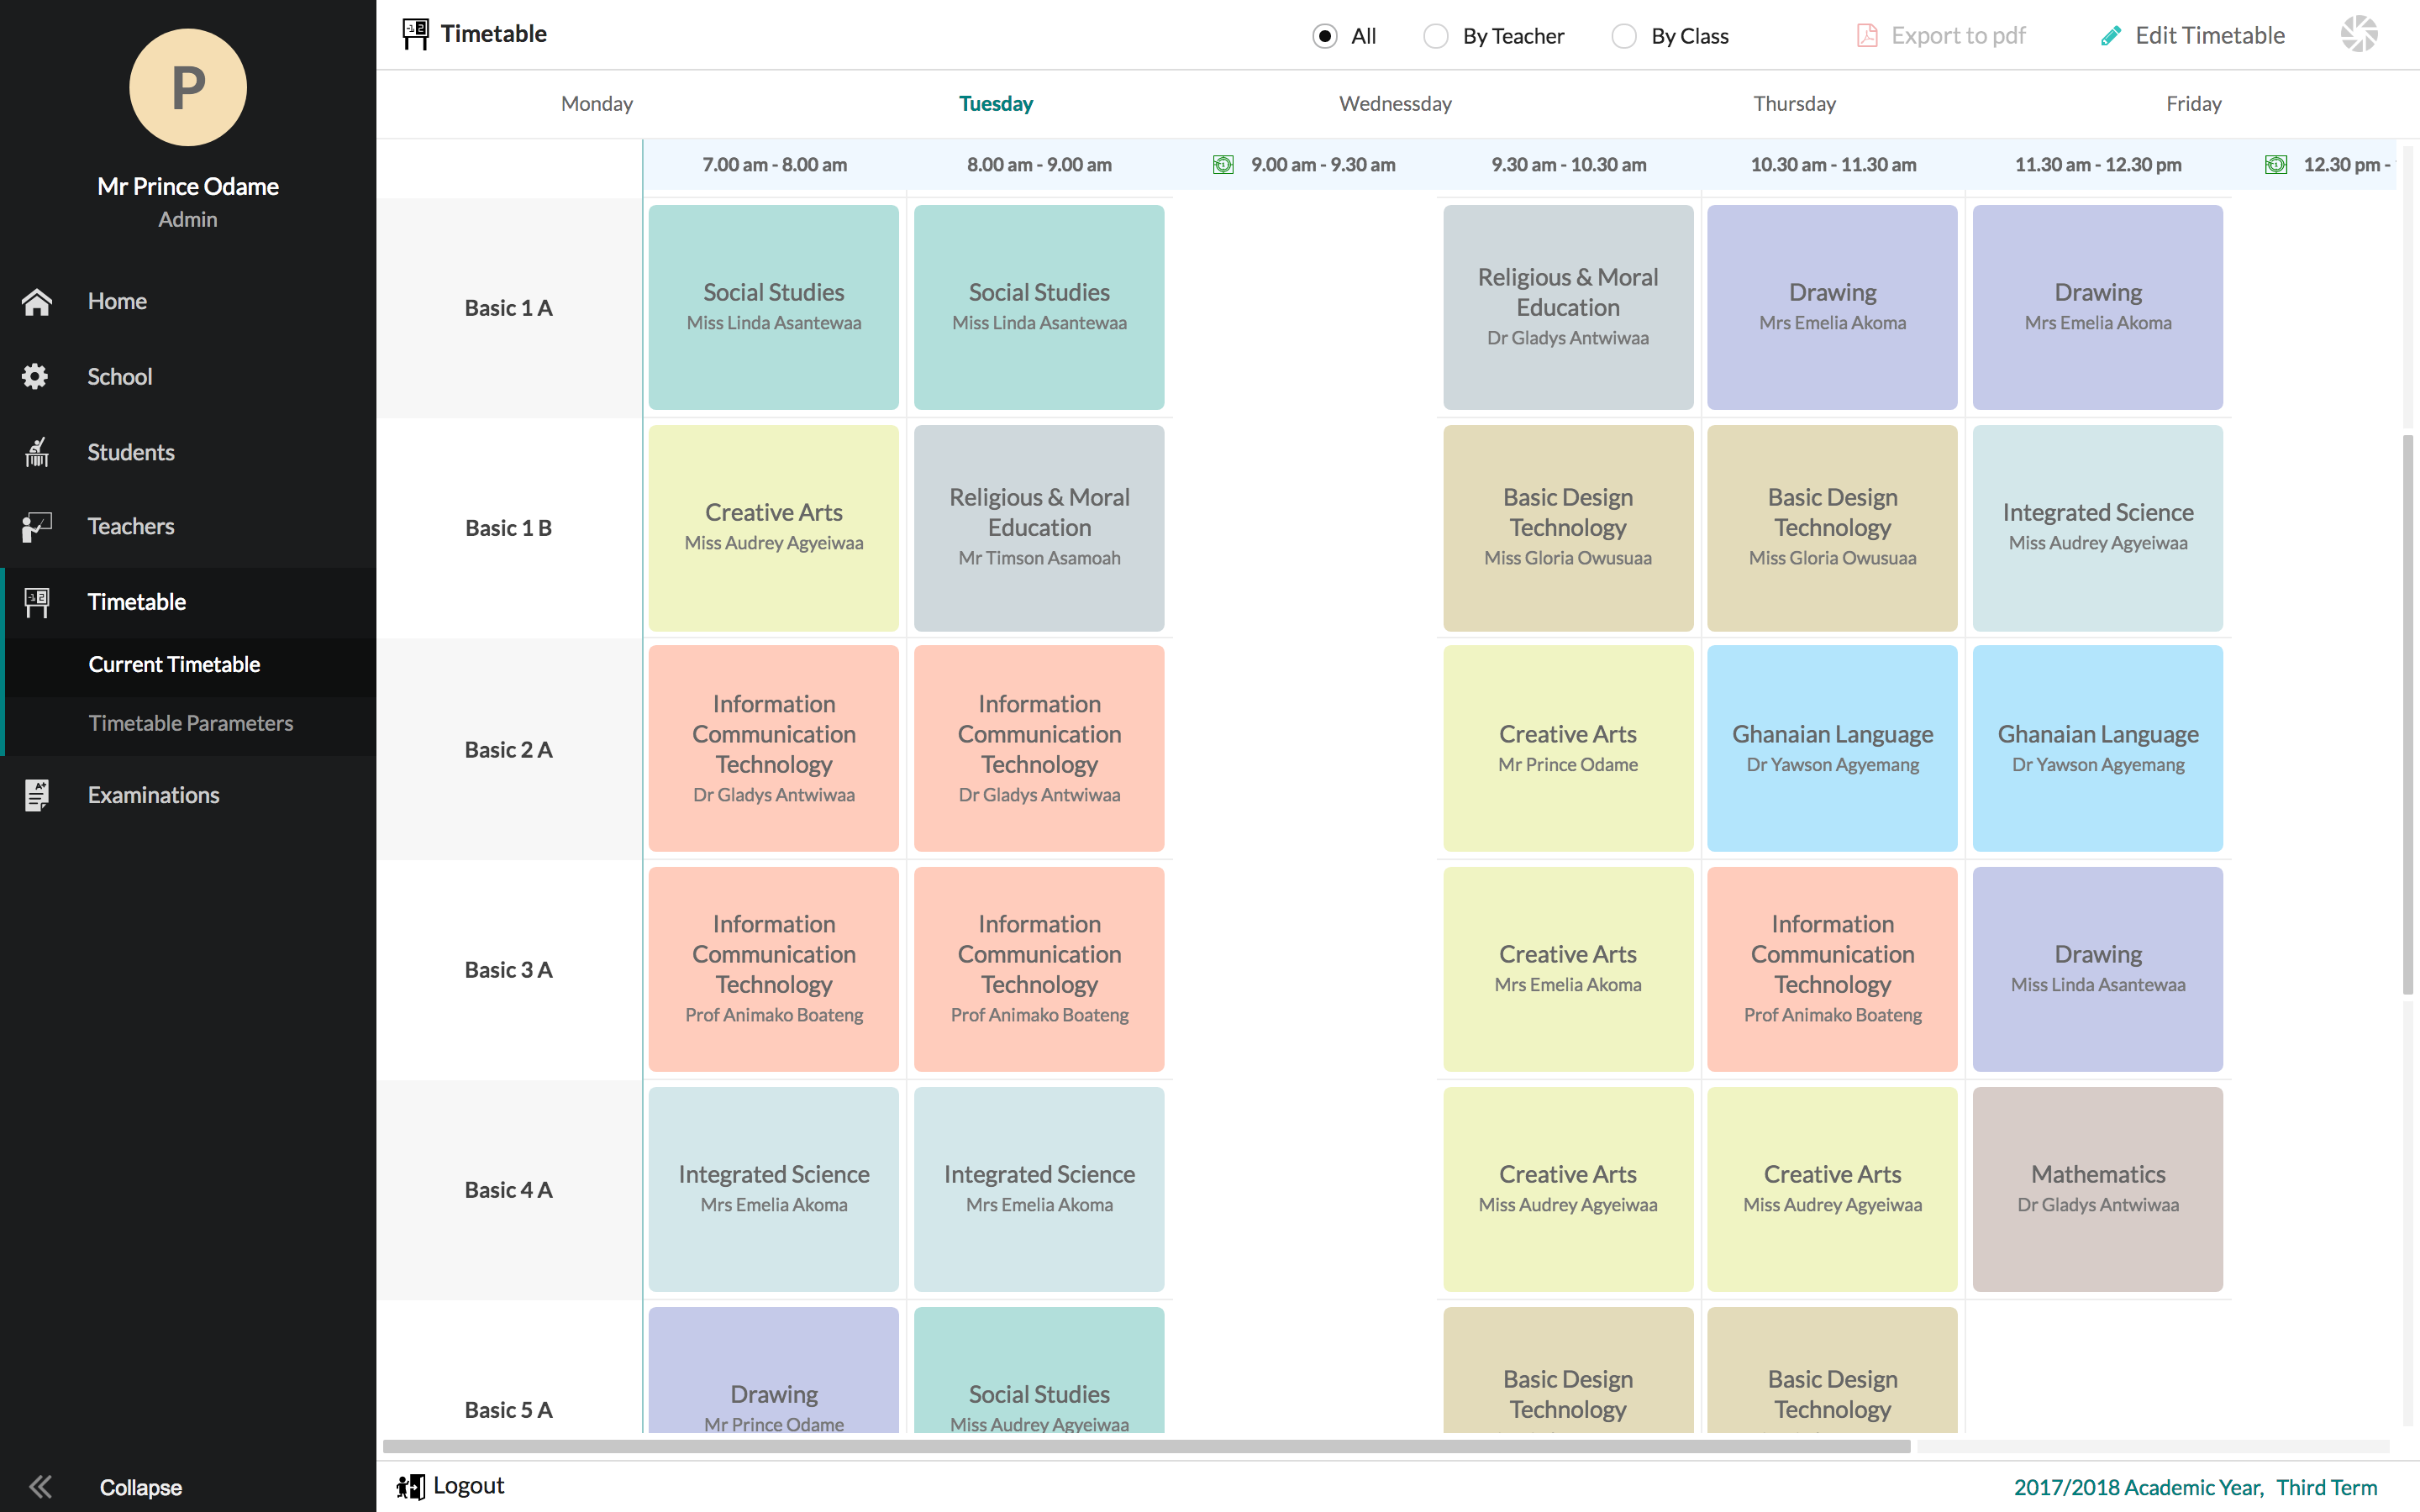 P
Mr Prince Odame
Admin
Home
School
Students
Teachers
Timetable
Current Timetable
Timetable Parameters
Examinations
Collapse
Timetable
All By Teacher By Class Export to pdf Edit Timetable
Monday Tuesday Wednessday Thursday Friday
7.00 am - 8.00 am 8.00 am - 9.00 am 9.00 am - 9.30 am 9.30 am - 10.30 am 10.30 am - 11.30 am 11.30 am - 12.30 pm 12.30 pm -
Basic 1 A
Social Studies
Miss Linda Asantewaa
Social Studies
Miss Linda Asantewaa
Religious & Moral
Education
Dr Gladys Antwiwaa
Drawing
Mrs Emelia Akoma
Drawing
Mrs Emelia Akoma
Basic 1 B
Creative Arts
Miss Audrey Agyeiwaa
Religious & Moral
Education
Mr Timson Asamoah
Basic Design
Technology
Miss Gloria Owusuaa
Basic Design
Technology
Miss Gloria Owusuaa
Integrated Science
Miss Audrey Agyeiwaa
Basic 2 A
Information
Communication
Technology
Dr Gladys Antwiwaa
Information
Communication
Technology
Dr Gladys Antwiwaa
Creative Arts
Mr Prince Odame
Ghanaian Language
Dr Yawson Agyemang
Ghanaian Language
Dr Yawson Agyemang
Basic 3 A
Information
Communication
Technology
Prof Animako Boateng
Information
Communication
Technology
Prof Animako Boateng
Creative Arts
Mrs Emelia Akoma
Information
Communication
Technology
Prof Animako Boateng
Drawing
Miss Linda Asantewaa
Basic 4 A
Integrated Science
Mrs Emelia Akoma
Integrated Science
Mrs Emelia Akoma
Creative Arts
Miss Audrey Agyeiwaa
Creative Arts
Miss Audrey Agyeiwaa
Mathematics
Dr Gladys Antwiwaa
Basic 5 A
Drawing
Mr Prince Odame
Social Studies
Miss Audrey Agyeiwaa
Basic Design
Technology
Basic Design
Technology
Logout
2017/2018 Academic Year, Third Term